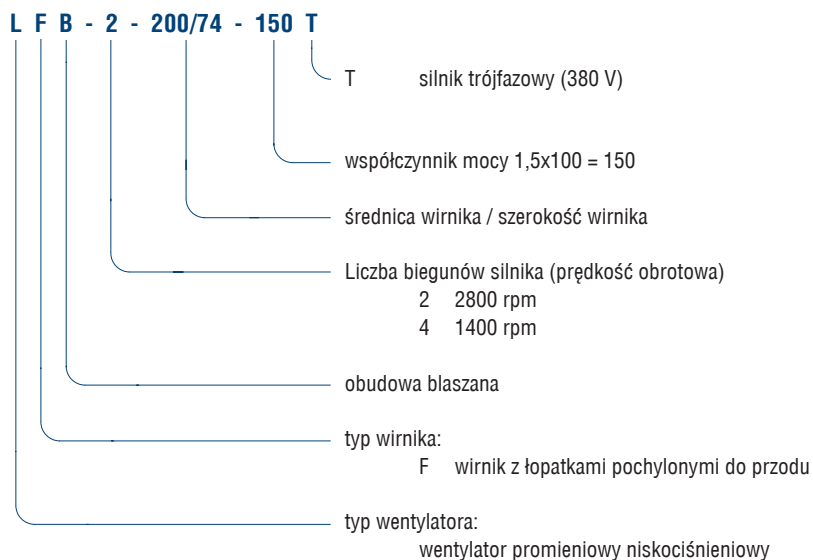 L F B - 2 - 200/74 - 150 T
T silnik trójfazowy (380 V)
współczynnik mocy 1,5x100 = 150
średnica wirnika / szerokość wirnika
Liczba biegunów silnika (prędkość obrotowa)
2 2800 rpm
4 1400 rpm
obudowa blaszana
typ wirnika:
F wirnik z łopatkami pochylonymi do przodu
typ wentylatora:
wentylator promieniowy niskociśnieniowy